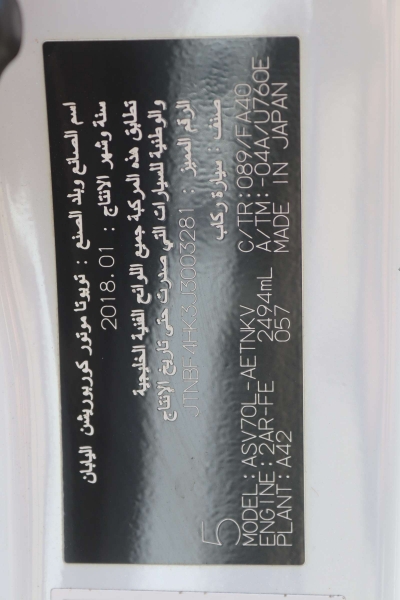 اسم الصانع وبلد الصنع : تويوتا موتور كوربوريشن اليابان
سنة وشهر الانتاج : 2018.01
تطابق هذه المركبة جميع اللوائح الفنية الخليجية
والوطنية للسيارات التي صدرت حتى تاريخ الإنتاج
الرقم المميز : JTNBF4HK3J3003281
صنف : سيارة ركاب
5
MODEL: ASV70L-AETNKV C/TR: 089/FA40
ENGINE: 2AR-FE 2494mL A/TM: -04A/U760E
PLANT: A42 057 MADE IN JAPAN